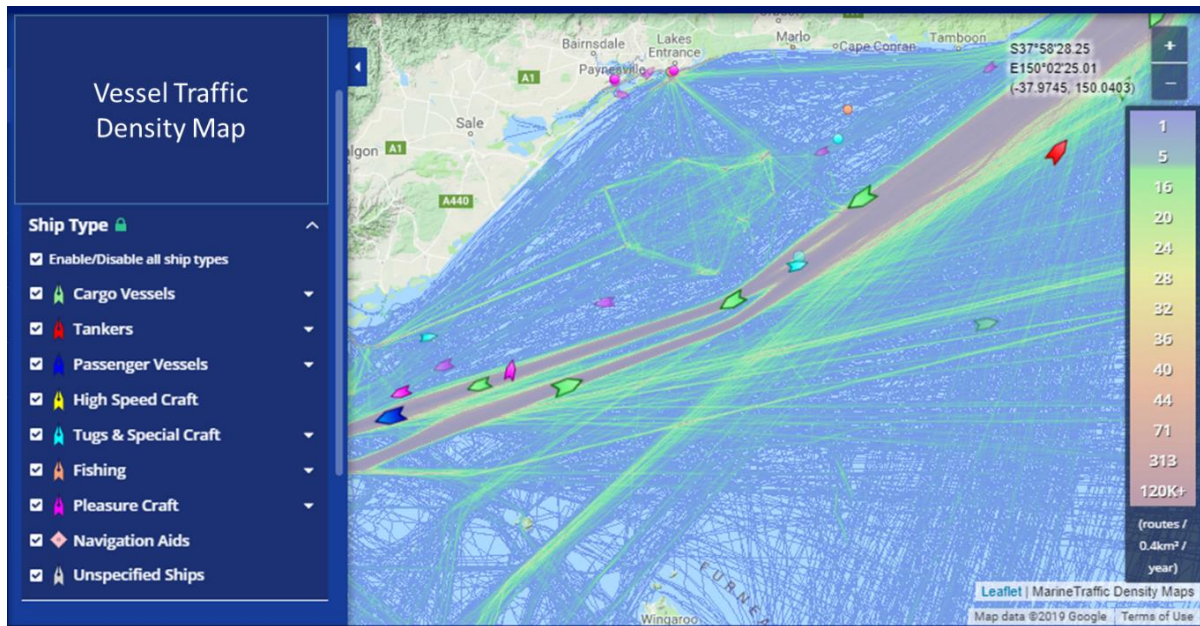 Vessel Traffic
Density Map
Ship Type
Enable/Disable all ship types
Cargo Vessels
Tankers
Passenger Vessels
High Speed Craft
Tugs & Special Craft
Fishing
Pleasure Craft
Navigation Aids
Unspecified Ships
Bairnsdale
Lakes
Entrance
Marlo
Cape Conran
Tamboon
Paynesville
A1
Sale
lgon
A1
A440
S37°58'28.25
E150°02'25.01
(-37.9745, 150.0403)
+
−
1
5
16
20
24
28
32
36
40
44
71
313
120K+
(routes /
0.4km² /
year)
FURNE
Wingaroo
Leaflet | MarineTraffic Density Maps
Map data ©2019 Google
Terms of Use